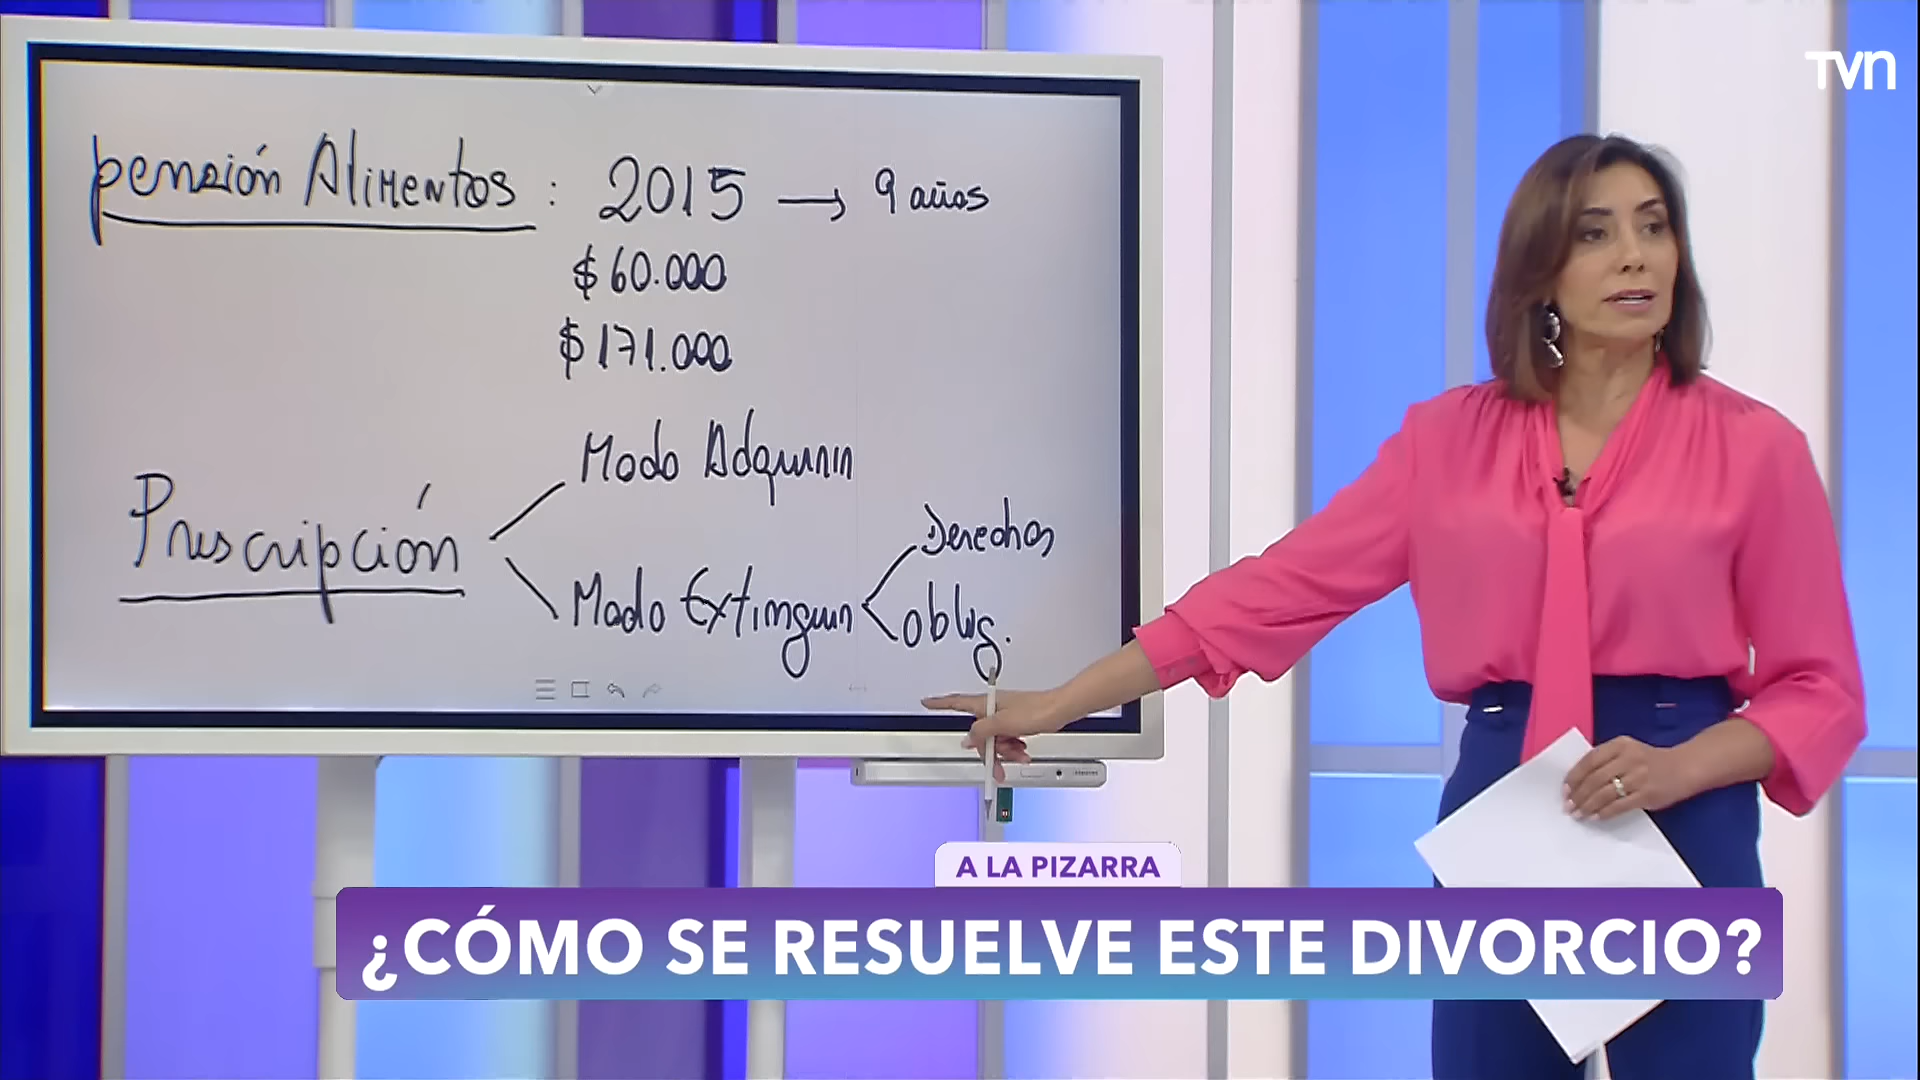 TVN
pensión Alimentos : 2015 → 9 años
$ 60.000
$ 171.000
Modo Adquirir
Prescripción
Derechos
Modo Extinguir
oblig.
A LA PIZARRA
¿CÓMO SE RESUELVE ESTE DIVORCIO?